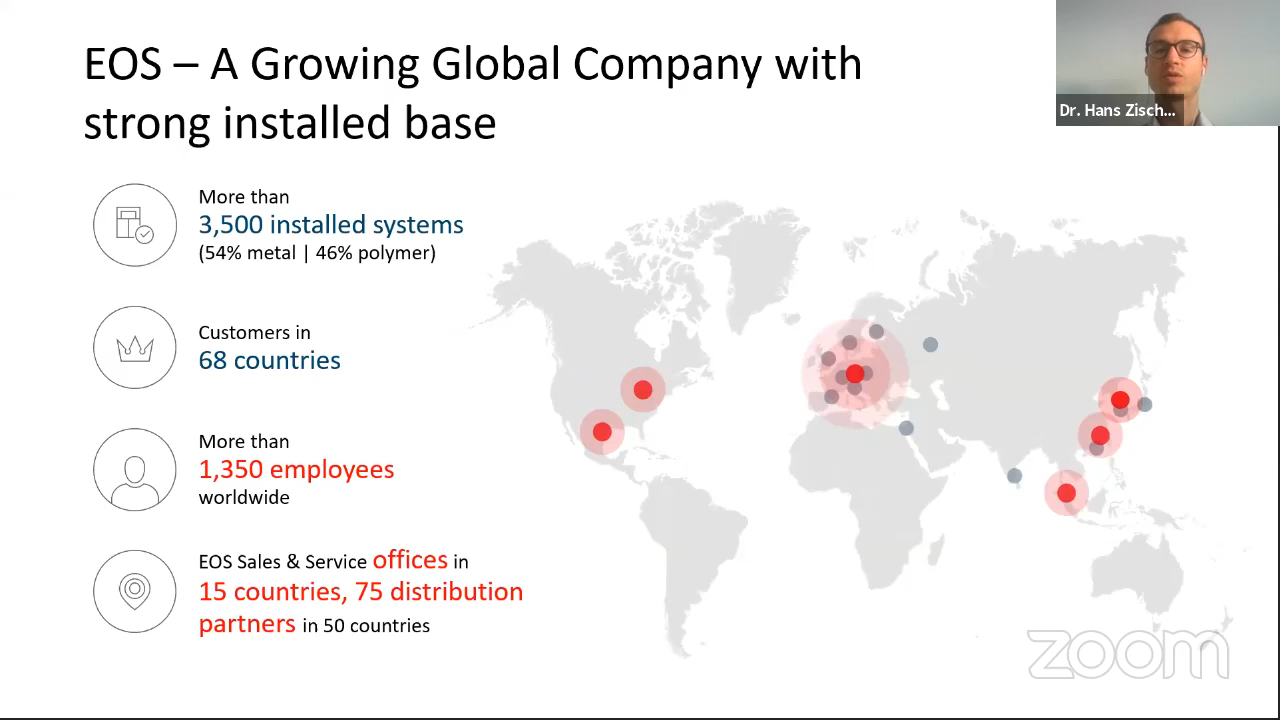 EOS – A Growing Global Company with
strong installed base
Dr. Hans Zisch...
More than
3,500 installed systems
(54% metal | 46% polymer)
Customers in
68 countries
More than
1,350 employees
worldwide
EOS Sales & Service offices in
15 countries, 75 distribution
partners in 50 countries
zoom